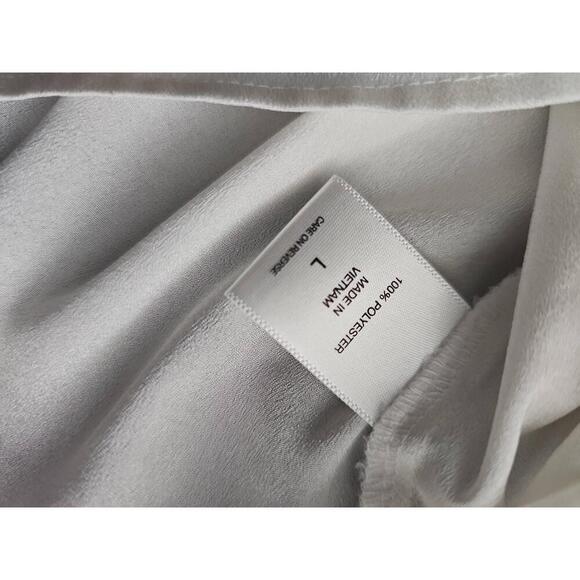 100% POLYESTER
MADE IN
VIETNAM
L
CARE ON REVERSE